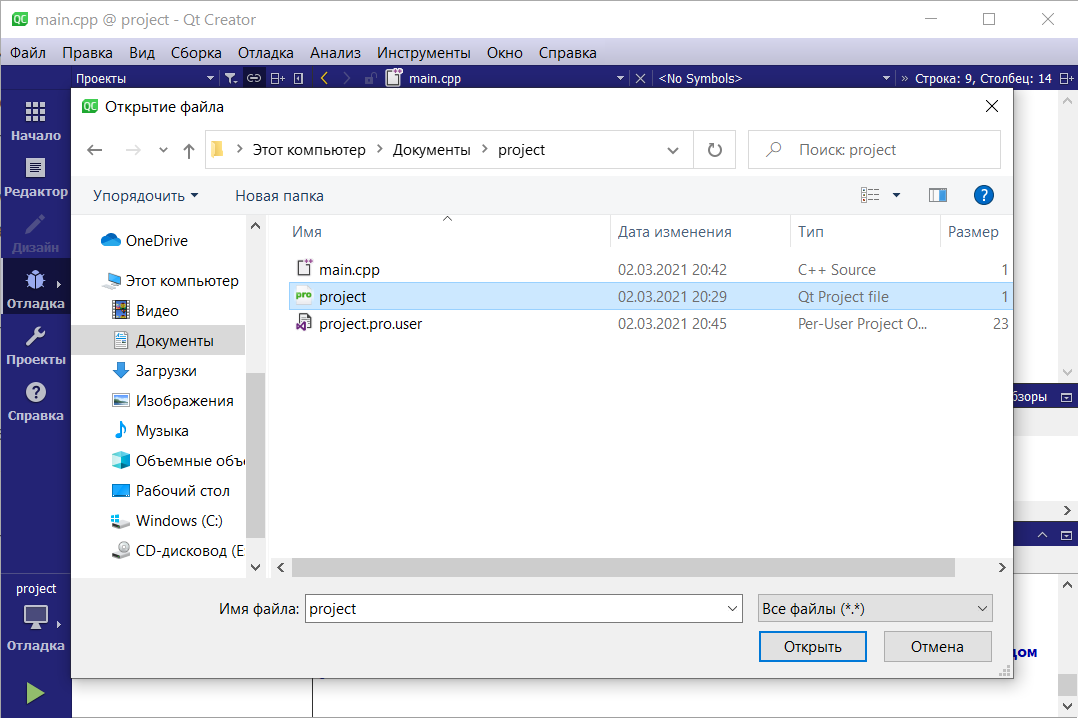 main.cpp @ project - Qt Creator
Файл Правка Вид Сборка Отладка Анализ Инструменты Окно Справка
Проекты main.cpp <No Symbols> » Строка: 9, Столбец: 14
Начало
Редактор
Дизайн
Отладка
Проекты
Справка
project
Отладка
QC Открытие файла
Этот компьютер > Документы > project
Поиск: project
Упорядочить Новая папка
OneDrive
Этот компьютер
Видео
Документы
Загрузки
Изображения
Музыка
Объемные объе
Рабочий стол
Windows (C:)
CD-дисковод (E
Имя Дата изменения Тип Размер
main.cpp 02.03.2021 20:42 C++ Source 1
pro project 02.03.2021 20:29 Qt Project file 1
project.pro.user 02.03.2021 20:45 Per-User Project O... 23
Имя файла: project Все файлы (*.*)
Открыть Отмена
бзоры
дом